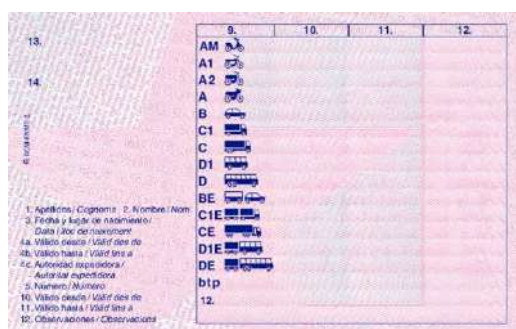 13.
14.
9. 10. 11. 12.
AM
A1
A2
A
B
C1
C
D1
D
BE
C1E
CE
D1E
DE
btp
12.
1. Apellidos / Cognoms 2. Nombre / Nom
3. Fecha y lugar de nacimiento /
Data i lloc de naixement
4a. Válido desde / Vàlid des de
4b. Válido hasta / Vàlid fins a
4c. Autoridad expedidora /
Autoritat expedidora
5. Número / Número
10. Válido desde / Vàlid des de
11. Válido hasta / Vàlid fins a
12. Observaciones / Observacions